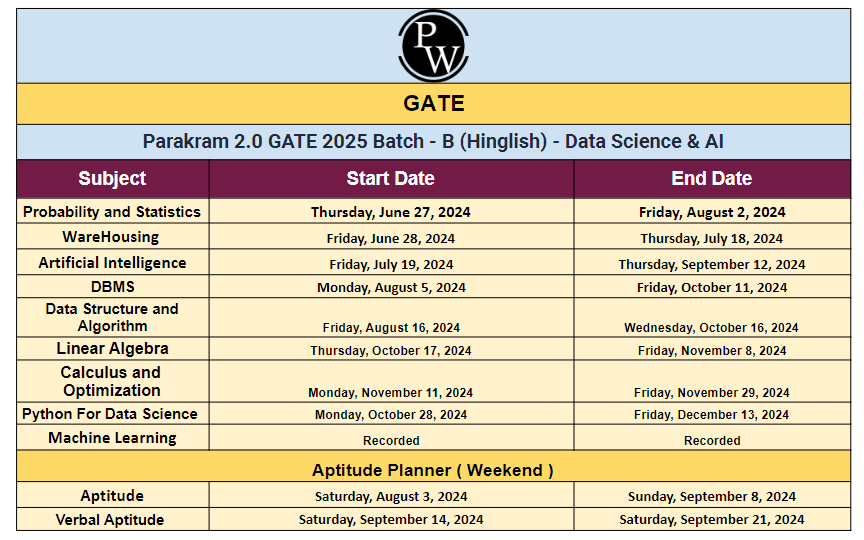 PW
GATE
Parakram 2.0 GATE 2025 Batch - B (Hinglish) - Data Science & AI
Subject Start Date End Date
Probability and Statistics Thursday, June 27, 2024 Friday, August 2, 2024
WareHousing Friday, June 28, 2024 Thursday, July 18, 2024
Artificial Intelligence Friday, July 19, 2024 Thursday, September 12, 2024
DBMS Monday, August 5, 2024 Friday, October 11, 2024
Data Structure and
Algorithm Friday, August 16, 2024 Wednesday, October 16, 2024
Linear Algebra Thursday, October 17, 2024 Friday, November 8, 2024
Calculus and
Optimization Monday, November 11, 2024 Friday, November 29, 2024
Python For Data Science Monday, October 28, 2024 Friday, December 13, 2024
Machine Learning Recorded Recorded
Aptitude Planner ( Weekend )
Aptitude Saturday, August 3, 2024 Sunday, September 8, 2024
Verbal Aptitude Saturday, September 14, 2024 Saturday, September 21, 2024